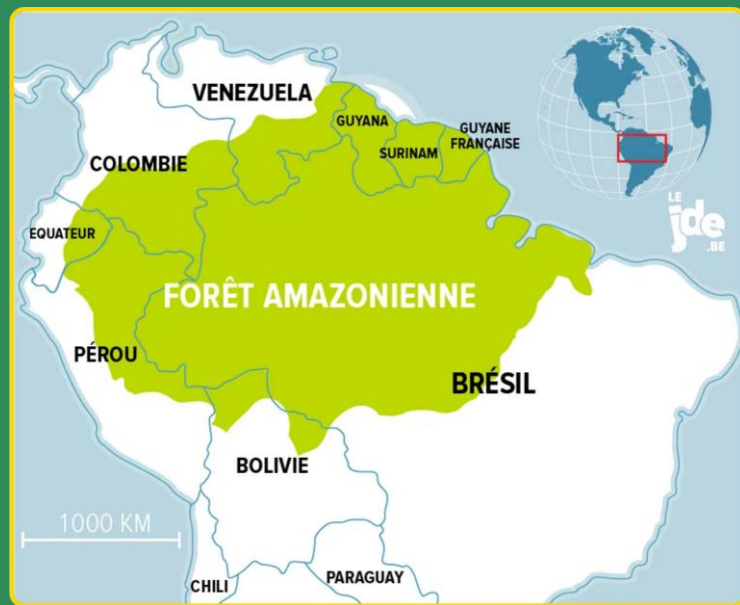 VENEZUELA
GUYANA
GUYANE
FRANÇAISE
SURINAM
COLOMBIE
EQUATEUR
LE
jde
.BE
FORÊT AMAZONIENNE
PÉROU
BRÉSIL
BOLIVIE
1000 KM
CHILI
PARAGUAY